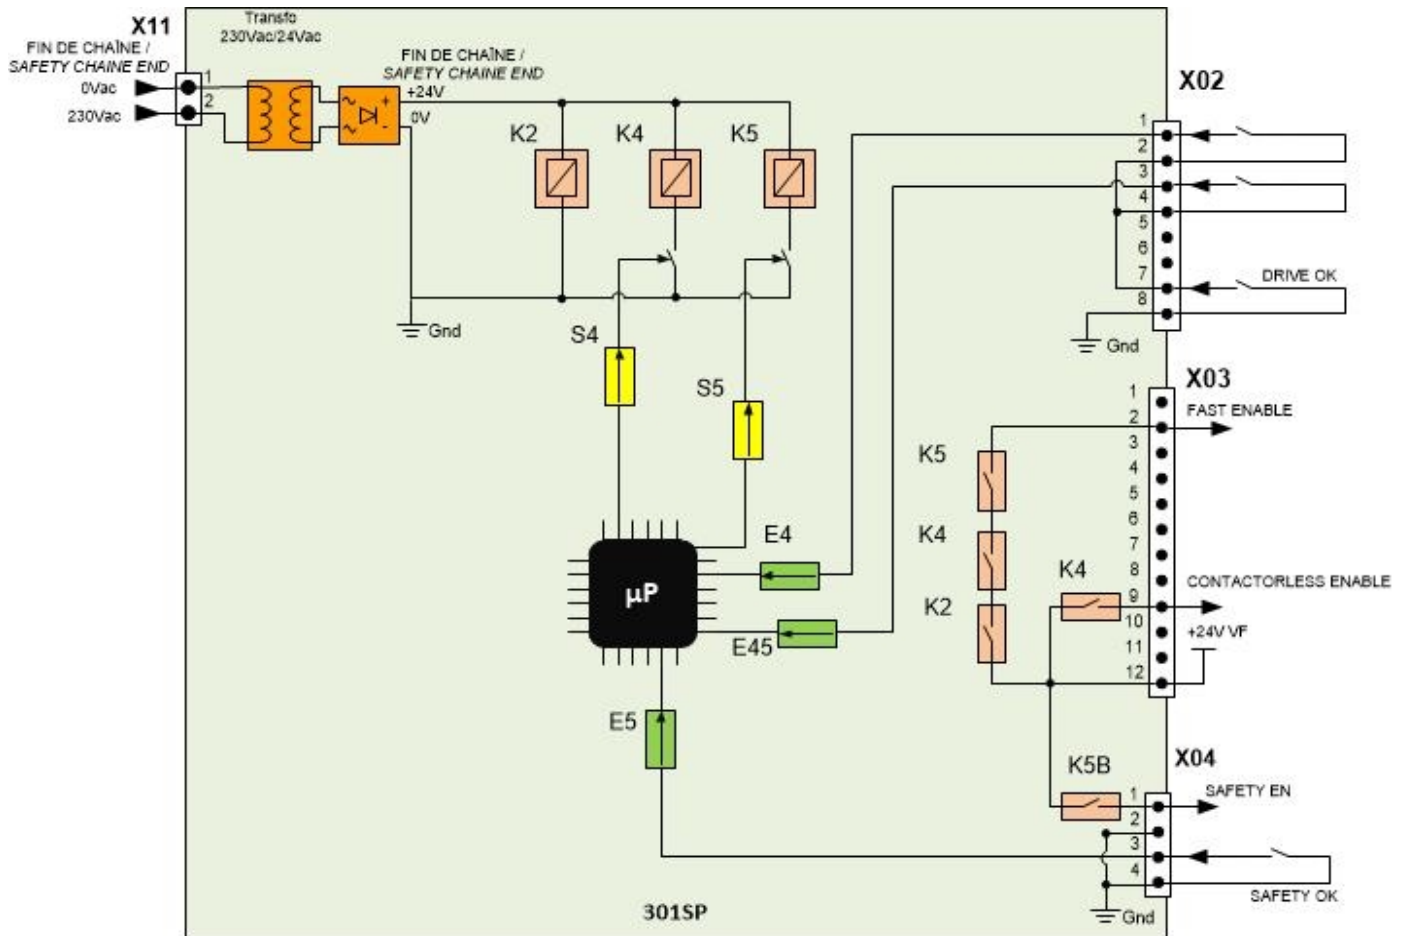 X11
Transfo
230Vac/24Vac
FIN DE CHAÎNE /
SAFETY CHAINE END
0Vac
230Vac
1
2
FIN DE CHAÎNE /
SAFETY CHAINE END
+24V
0V
~
~
+
-
K2
K4
K5
Gnd
S4
S5
X02
1
2
3
4
5
6
7
8
DRIVE OK
Gnd
X03
1
2
3
4
5
6
7
8
9
10
11
12
FAST ENABLE
K5
K4
K2
K4
CONTACTORLESS ENABLE
+24V VF
µP
E4
E45
E5
X04
K5B
1
2
3
4
SAFETY EN
SAFETY OK
Gnd
301SP